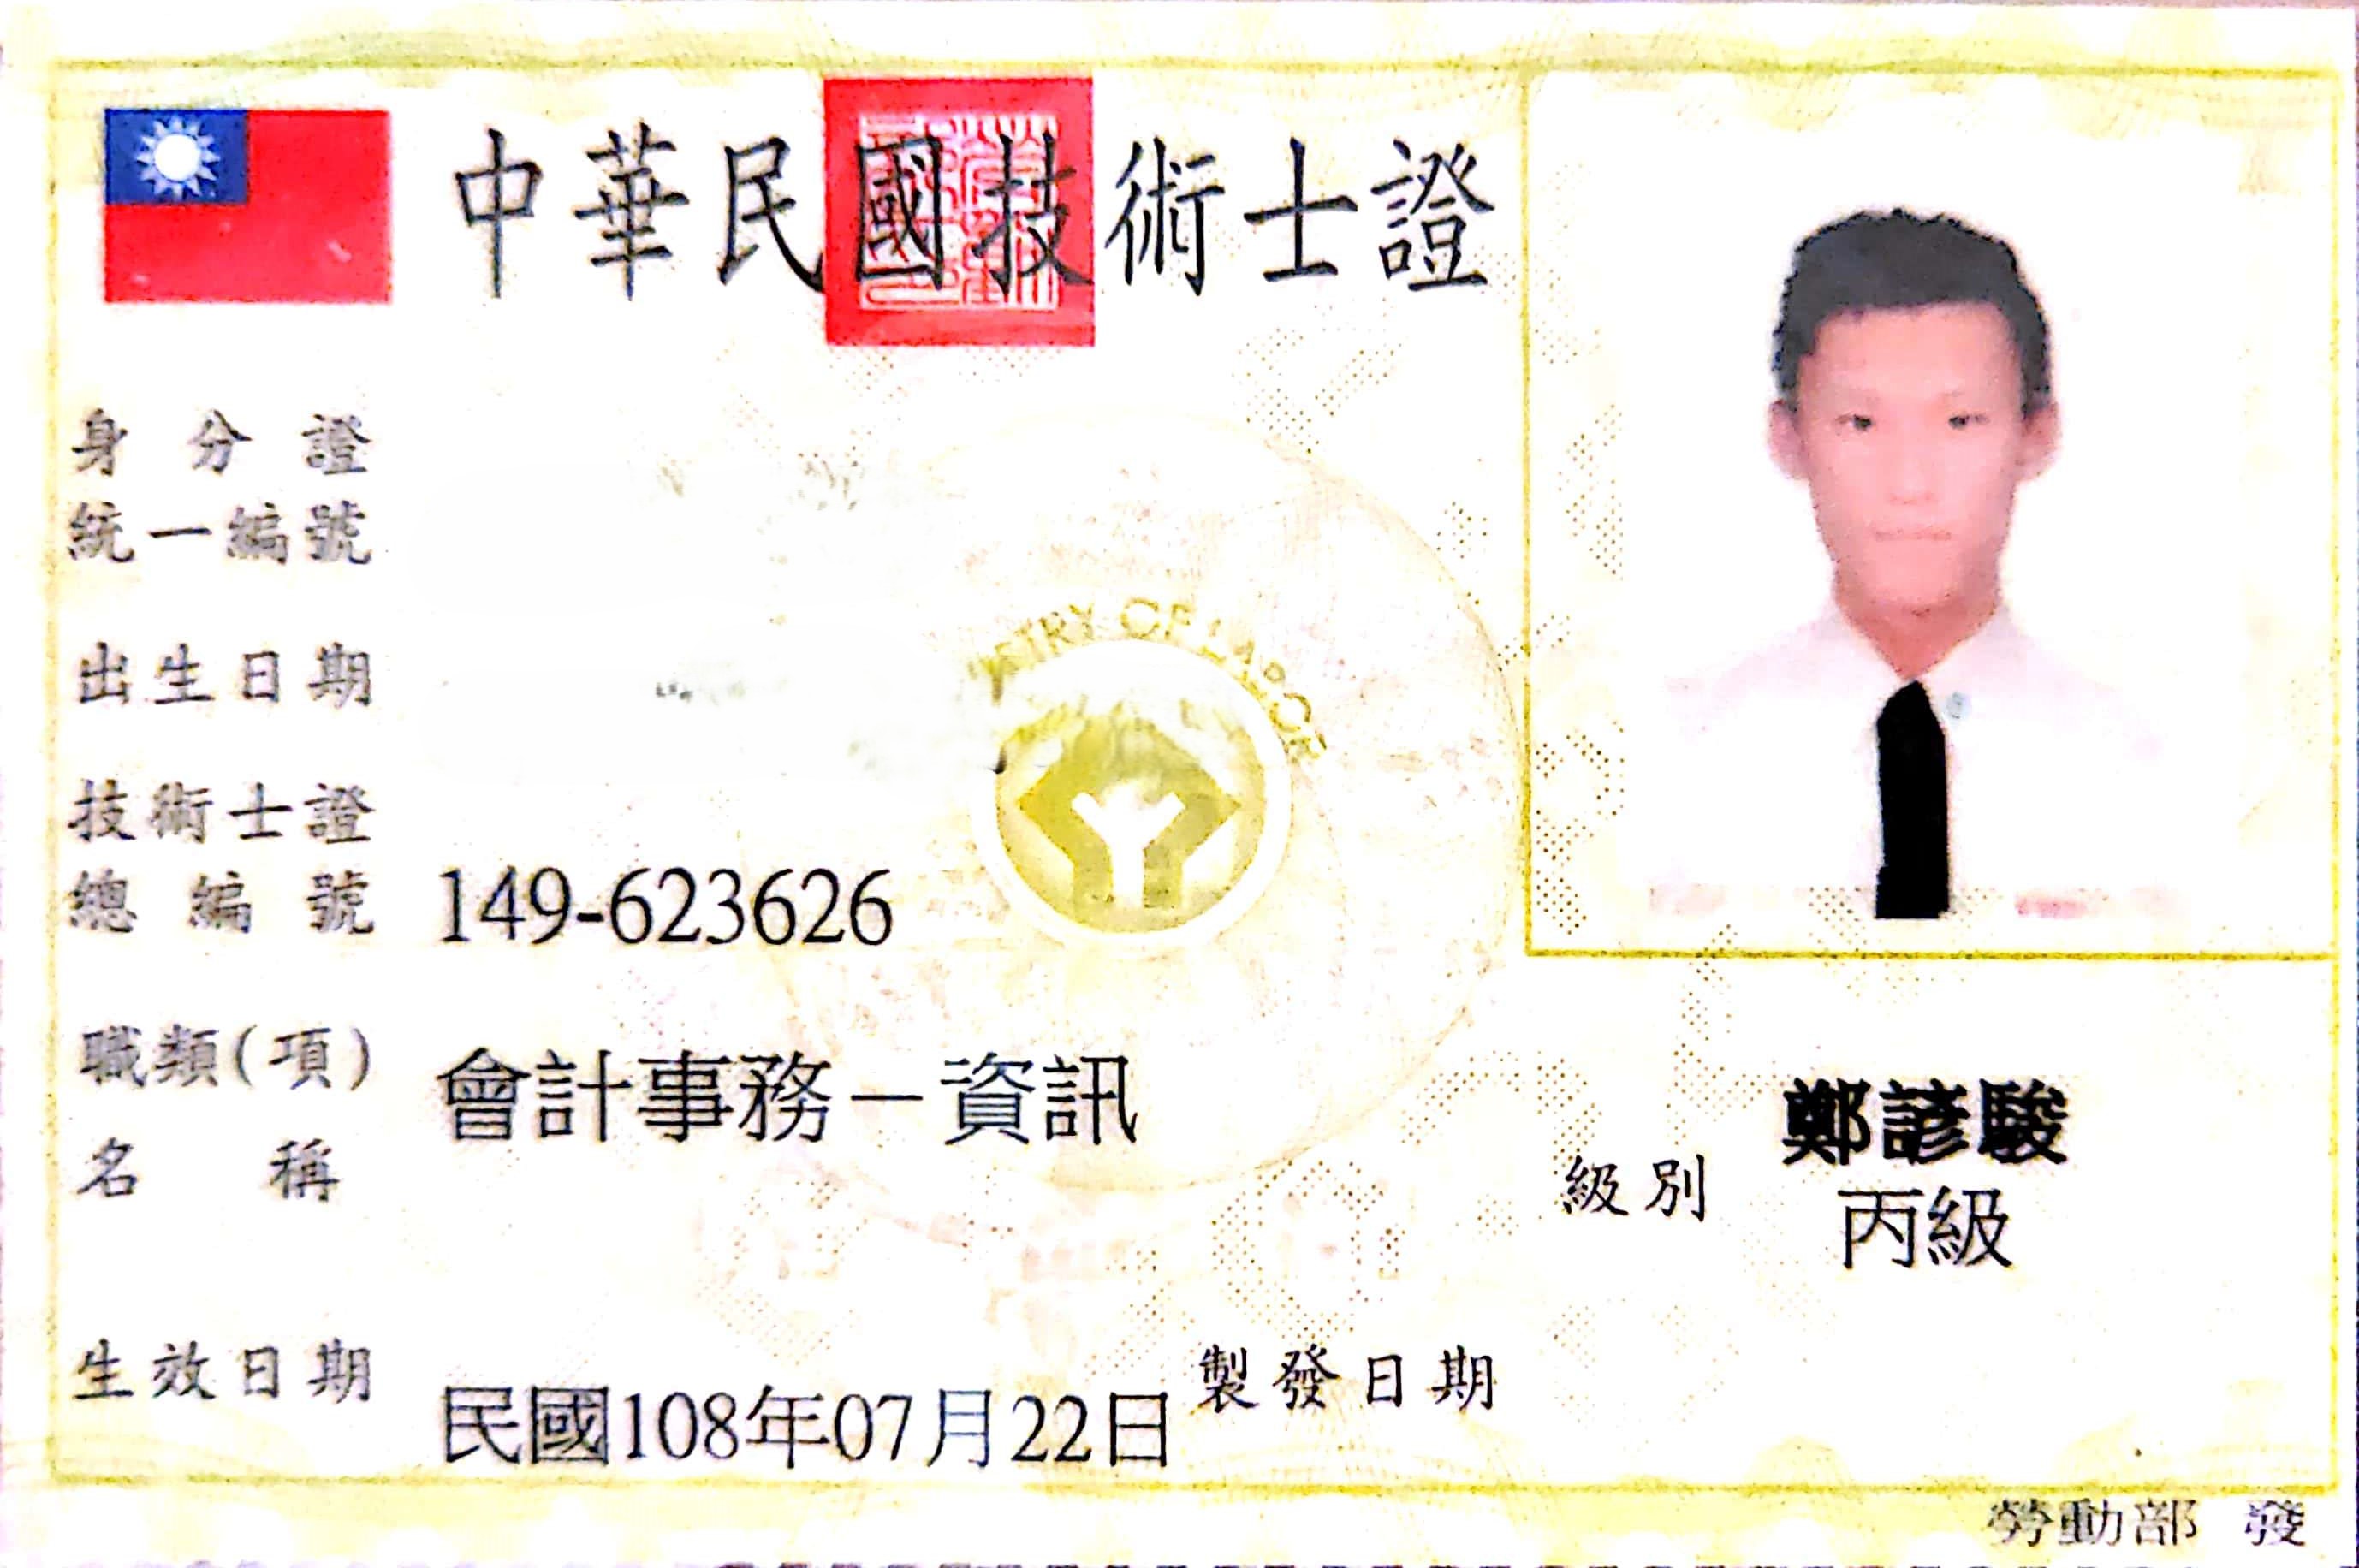 中華民國技術士證
身分證
統一編號
出生日期
技術士證
總編號 149-623626
職類(項)
名稱 會計事務－資訊
鄭諺駿
級別 丙級
生效日期 民國108年07月22日
製發日期
勞動部 發
OF LABOR